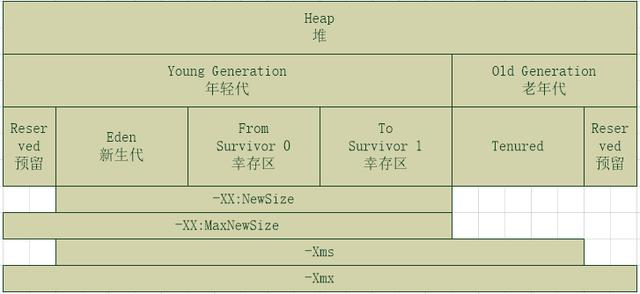 Heap
堆
Young Generation
年轻代
Old Generation
老年代
Reser
ved
预留
Eden
新生代
From
Survivor 0
幸存区
To
Survivor 1
幸存区
Tenured
Reser
ved
预留
-XX:NewSize
-XX:MaxNewSize
-Xms
-Xmx